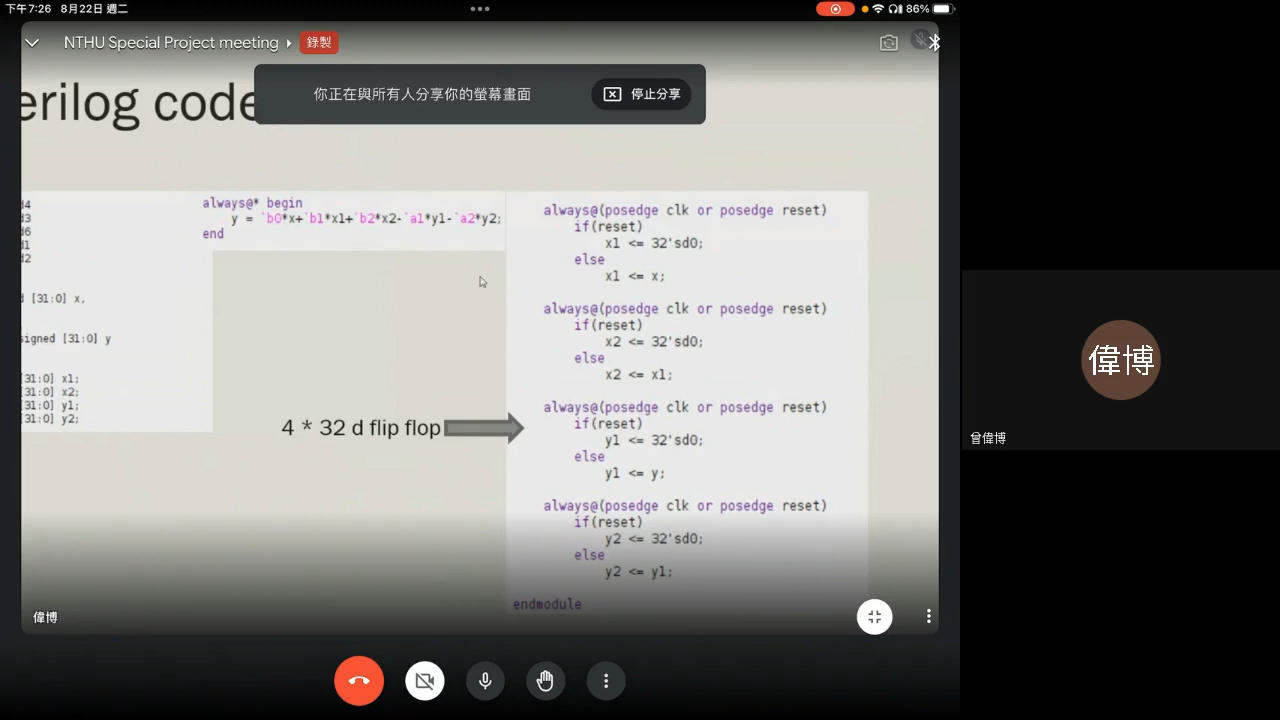 下午7:26 8月22日 週二
86%
NTHU Special Project meeting
錄製
你正在與所有人分享你的螢幕畫面
停止分享
erilog code
d4
d3
d6
d1
d2
d [31:0] x,
signed [31:0] y
[31:0] x1;
[31:0] x2;
[31:0] y1;
[31:0] y2;
always@* begin
y = `b0*x+`b1*x1+`b2*x2-`a1*y1-`a2*y2;
end
4 * 32 d flip flop
always@(posedge clk or posedge reset)
if(reset)
x1 <= 32'sd0;
else
x1 <= x;
always@(posedge clk or posedge reset)
if(reset)
x2 <= 32'sd0;
else
x2 <= x1;
always@(posedge clk or posedge reset)
if(reset)
y1 <= 32'sd0;
else
y1 <= y;
always@(posedge clk or posedge reset)
if(reset)
y2 <= 32'sd0;
else
y2 <= y1;
endmodule
偉博
偉博
曾偉博